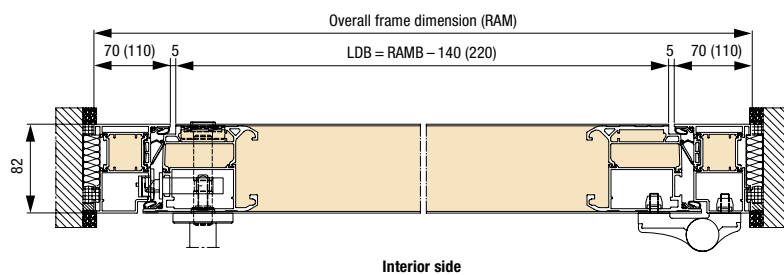 Overall frame dimension (RAM)
70 (110) 5 LDB = RAMB – 140 (220) 5 70 (110)
82
Interior side